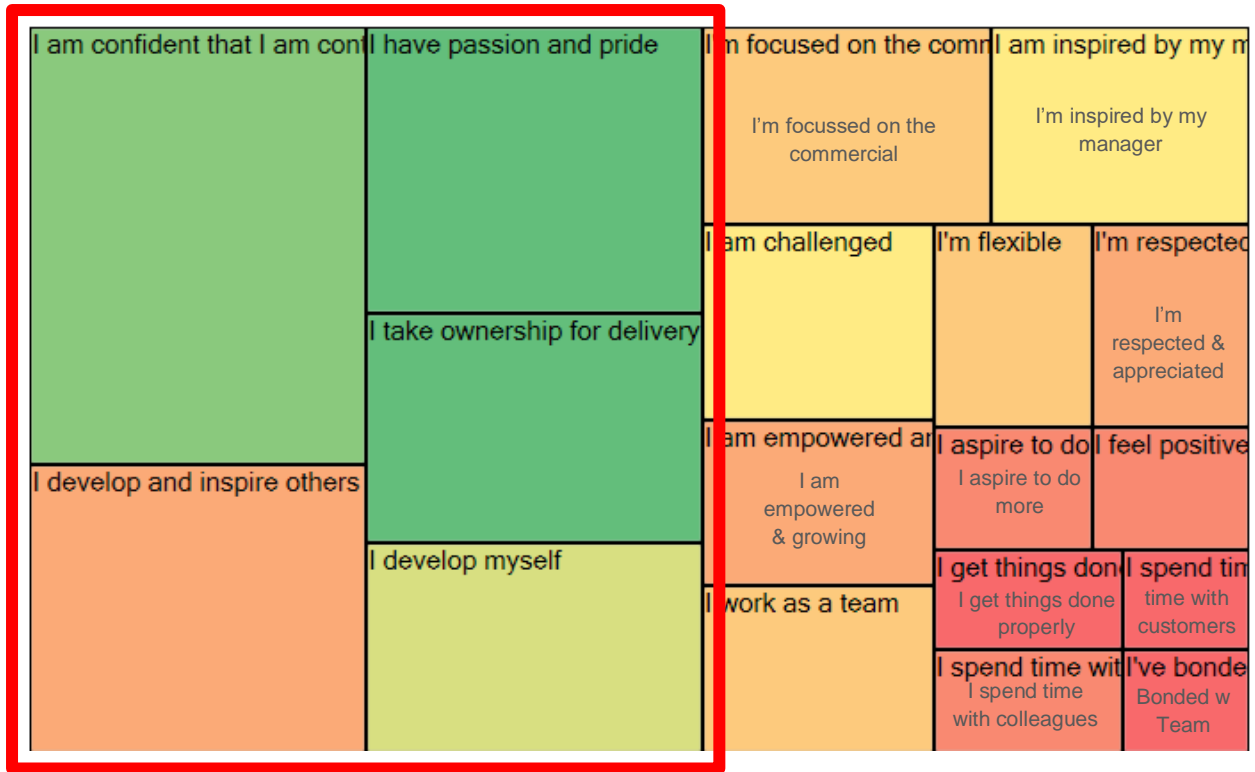 I am confident that I am cont
I have passion and pride
I'm focused on the comm
I am inspired by my m
I'm focussed on the
commercial
I'm inspired by my
manager
I am challenged
I'm flexible
I'm respected
I'm
respected &
appreciated
I take ownership for delivery
I am empowered an
I am
empowered
& growing
I aspire to do
I aspire to do
more
I feel positive
I develop and inspire others
I develop myself
I get things done
I get things done
properly
I spend tim
time with
customers
I work as a team
I spend time wit
I spend time
with colleagues
I've bonde
Bonded w
Team